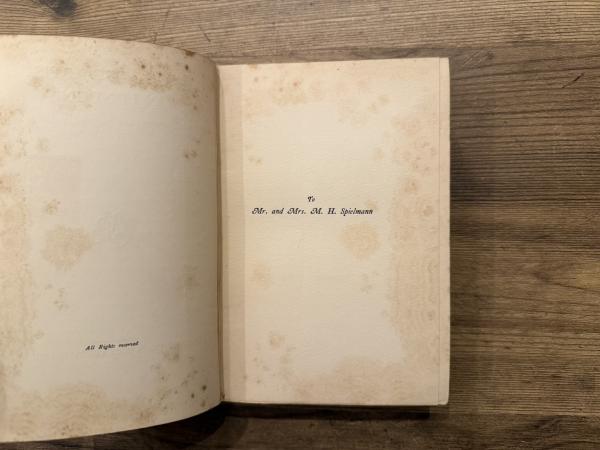 All Rights reserved
To
Mr. and Mrs. M. H. Spielmann